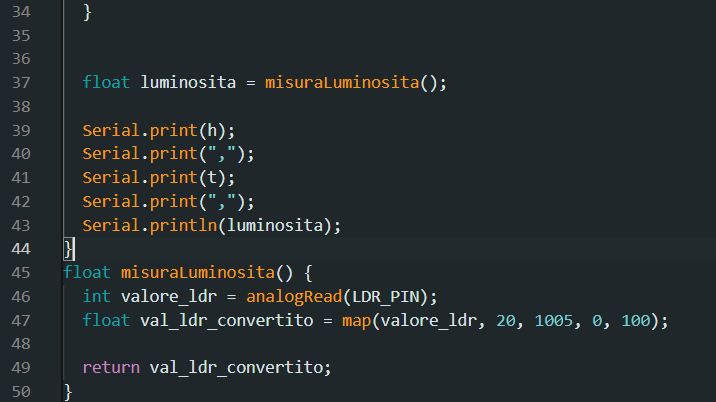 34 }
35
36
37 float luminosita = misuraLuminosita();
38
39 Serial.print(h);
40 Serial.print(",");
41 Serial.print(t);
42 Serial.print(",");
43 Serial.println(luminosita);
44 }
45 float misuraLuminosita() {
46 int valore_ldr = analogRead(LDR_PIN);
47 float val_ldr_convertito = map(valore_ldr, 20, 1005, 0, 100);
48
49 return val_ldr_convertito;
50 }